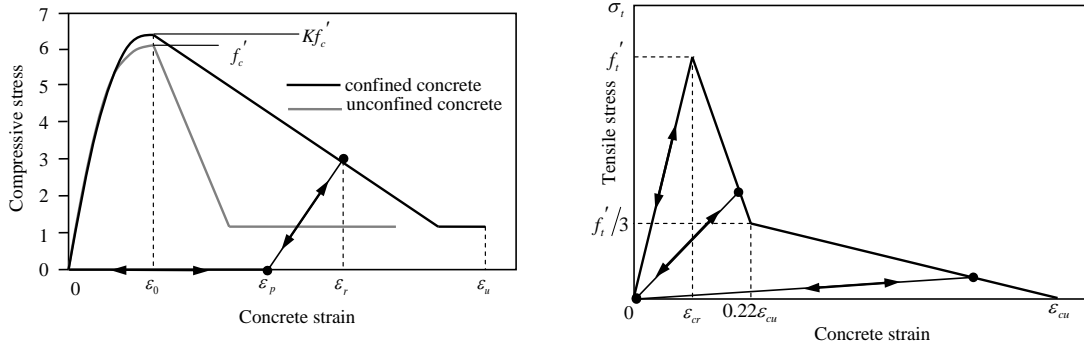 7
6
5
4
3
2
1
0
Compressive stress
Kf_c'
f_c'
confined concrete
unconfined concrete
0
ε_0
ε_p
ε_r
ε_u
Concrete strain
σ_t
f_t'
f_t'/3
Tensile stress
0
ε_cr
0.22ε_cu
ε_cu
Concrete strain